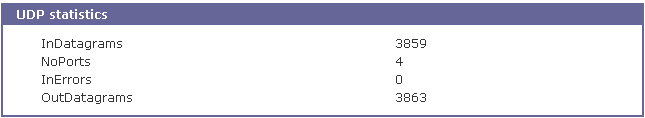 UDP statistics
InDatagrams 3859
NoPorts 4
InErrors 0
OutDatagrams 3863